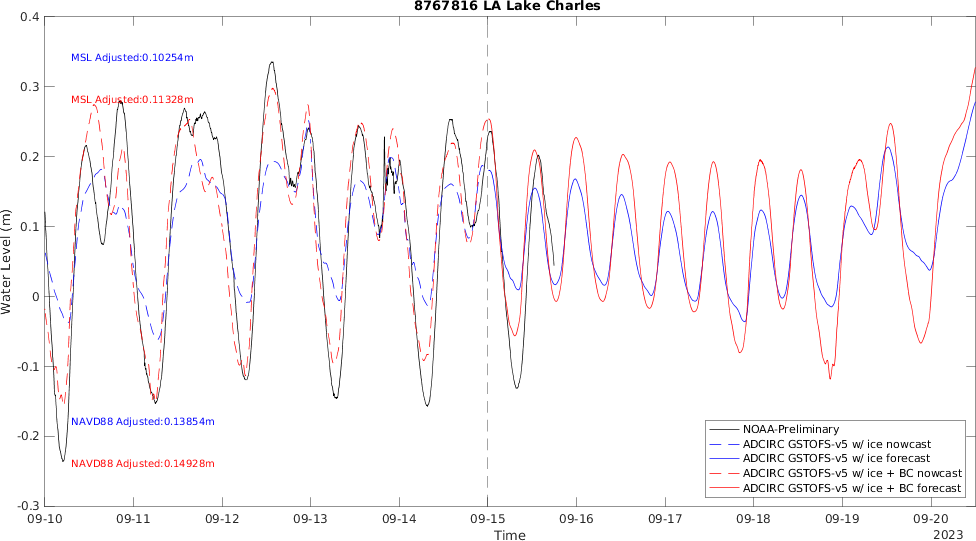 8767816 LA Lake Charles
0.4
MSL Adjusted:0.10254m
0.3
MSL Adjusted:0.11328m
0.2
0.1
Water Level (m)
0
-0.1
NAVD88 Adjusted:0.13854m
-0.2
NAVD88 Adjusted:0.14928m
-0.3
NOAA-Preliminary
ADCIRC GSTOFS-v5 w/ ice nowcast
ADCIRC GSTOFS-v5 w/ ice forecast
ADCIRC GSTOFS-v5 w/ ice + BC nowcast
ADCIRC GSTOFS-v5 w/ ice + BC forecast
09-10 09-11 09-12 09-13 09-14 09-15 09-16 09-17 09-18 09-19 09-20
Time
2023